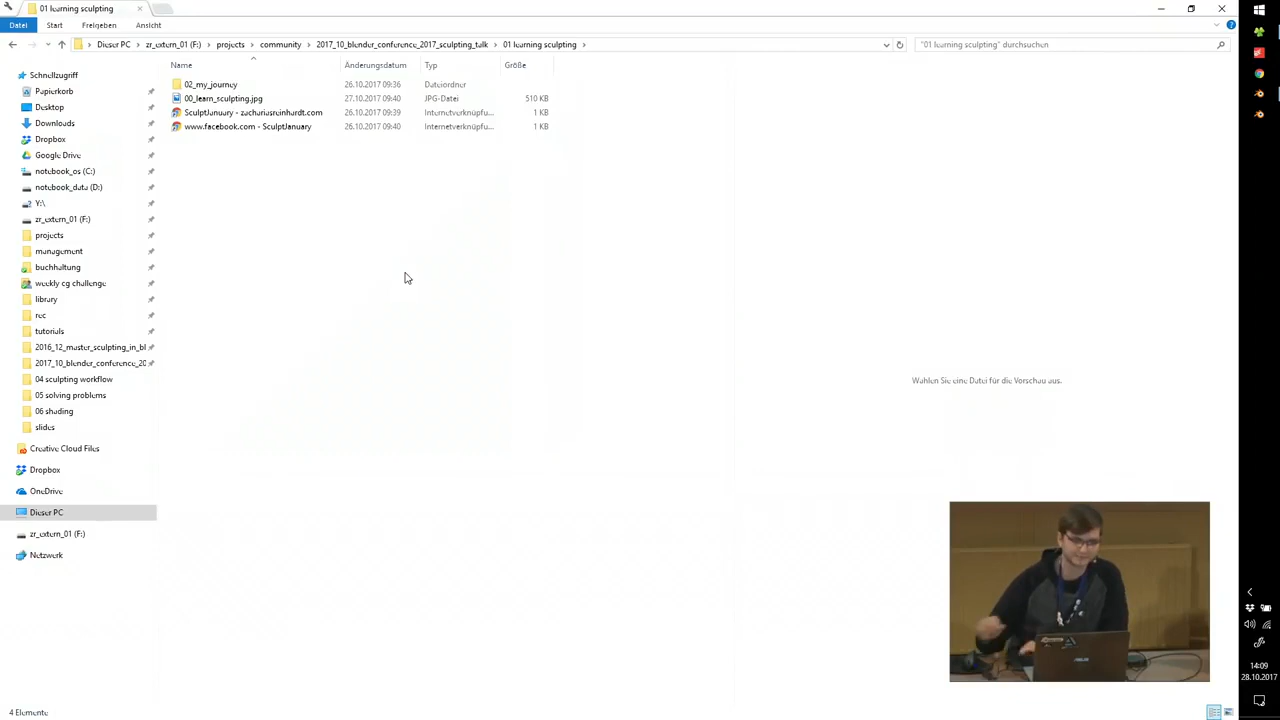 01 learning sculpting
Datei Start Freigeben Ansicht
Dieser PC zr_extern_01 (F:) projects community 2017_10_blender_conference_2017_sculpting_talk 01 learning sculpting
"01 learning sculpting" durchsuchen
Name Änderungsdatum Typ Größe
02_my_journey 26.10.2017 09:36 Dateiordner
00_learn_sculpting.jpg 27.10.2017 09:40 JPG-Datei 510 KB
SculptJanuary - zachariasreinhardt.com 26.10.2017 09:39 Internetverknüpfu... 1 KB
www.facebook.com - SculptJanuary 26.10.2017 09:40 Internetverknüpfu... 1 KB
Schnellzugriff
Papierkorb
Desktop
Downloads
Dropbox
Google Drive
notebook_os (C:)
notebook_data (D:)
Y:\
zr_extern_01 (F:)
projects
management
buchhaltung
weekly cg challenge
library
rec
tutorials
2016_12_master_sculpting_in_bl
2017_10_blender_conference_20
04 sculpting workflow
05 solving problems
06 shading
slides
Creative Cloud Files
Dropbox
OneDrive
Dieser PC
zr_extern_01 (F:)
Netzwerk
Wählen Sie eine Datei für die Vorschau aus.
ASUS
14:09
28.10.2017
4 Elemente